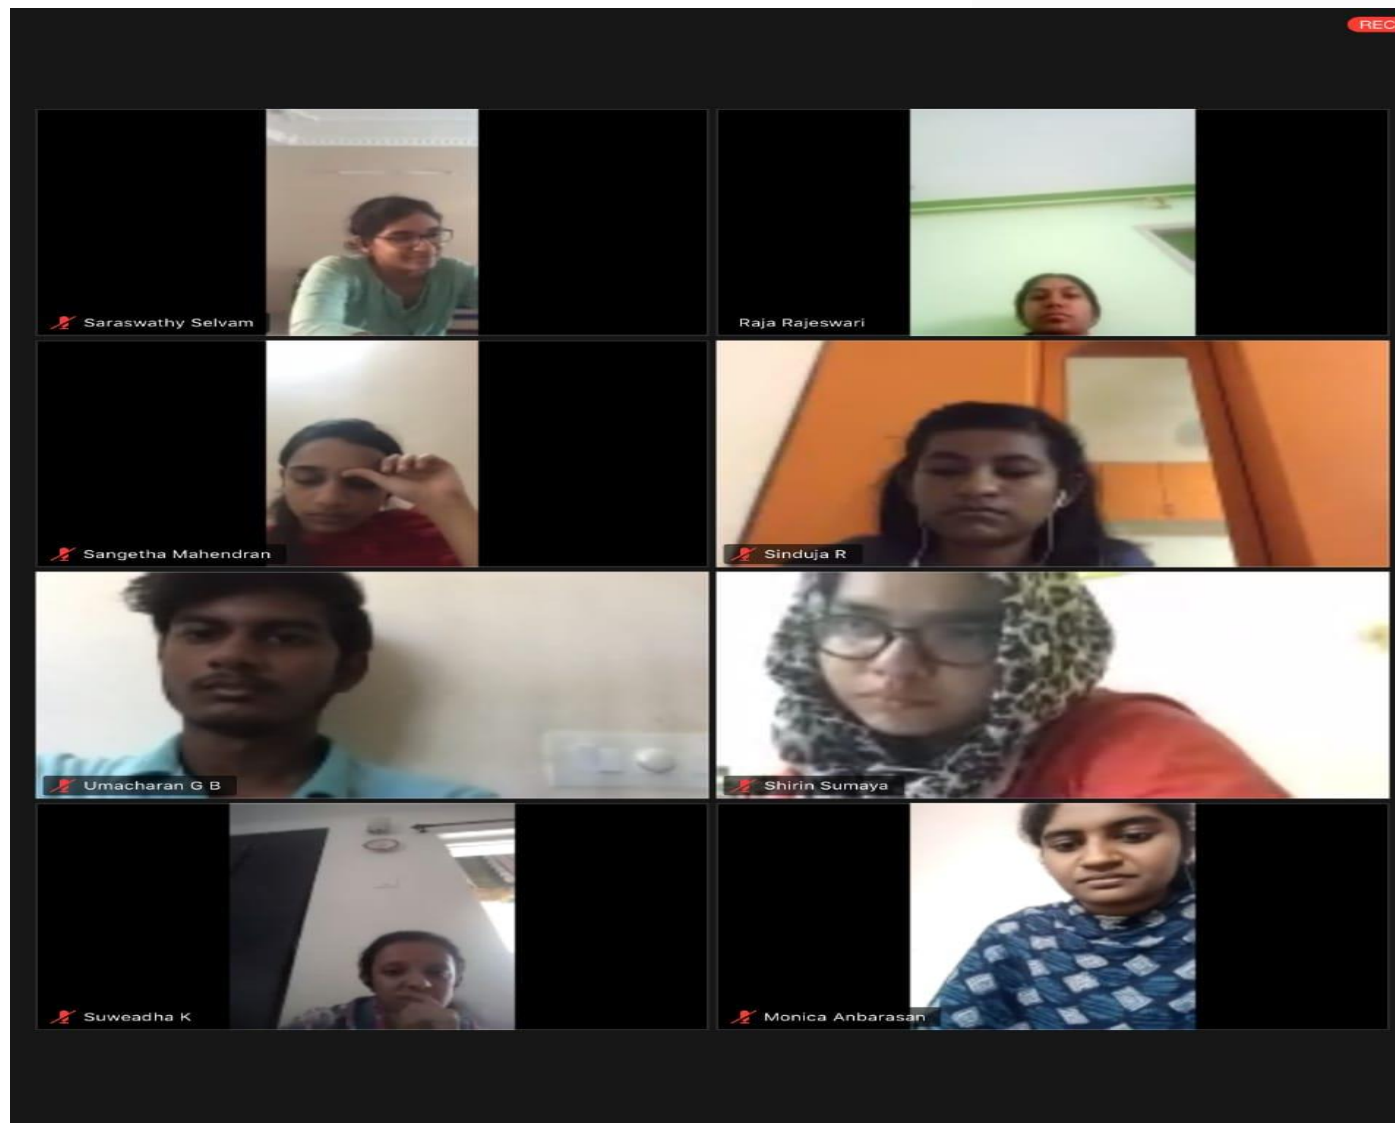 REC
Saraswathy Selvam
Raja Rajeswari
Sangetha Mahendran
Sinduja R
Umacharan G B
Shirin Sumaya
Suweadha K
Monica Anbarasan